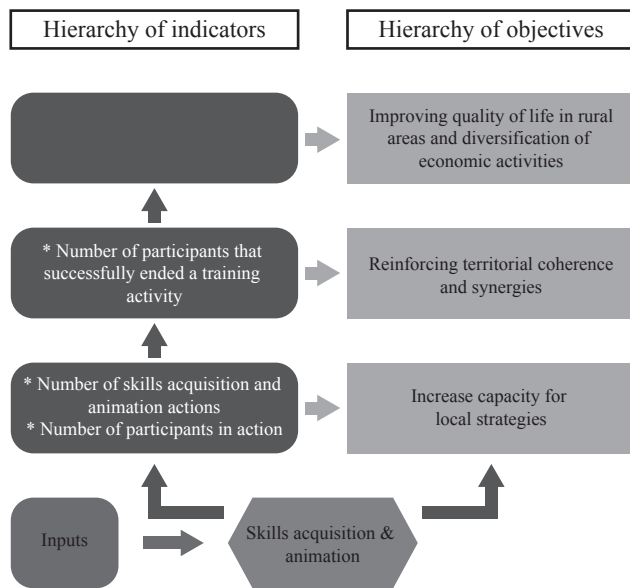 Hierarchy of indicators
Hierarchy of objectives
Improving quality of life in rural
areas and diversification of
economic activities
* Number of participants that
successfully ended a training
activity
Reinforcing territorial coherence
and synergies
* Number of skills acquisition and
animation actions
* Number of participants in action
Increase capacity for
local strategies
Inputs
Skills acquisition &
animation